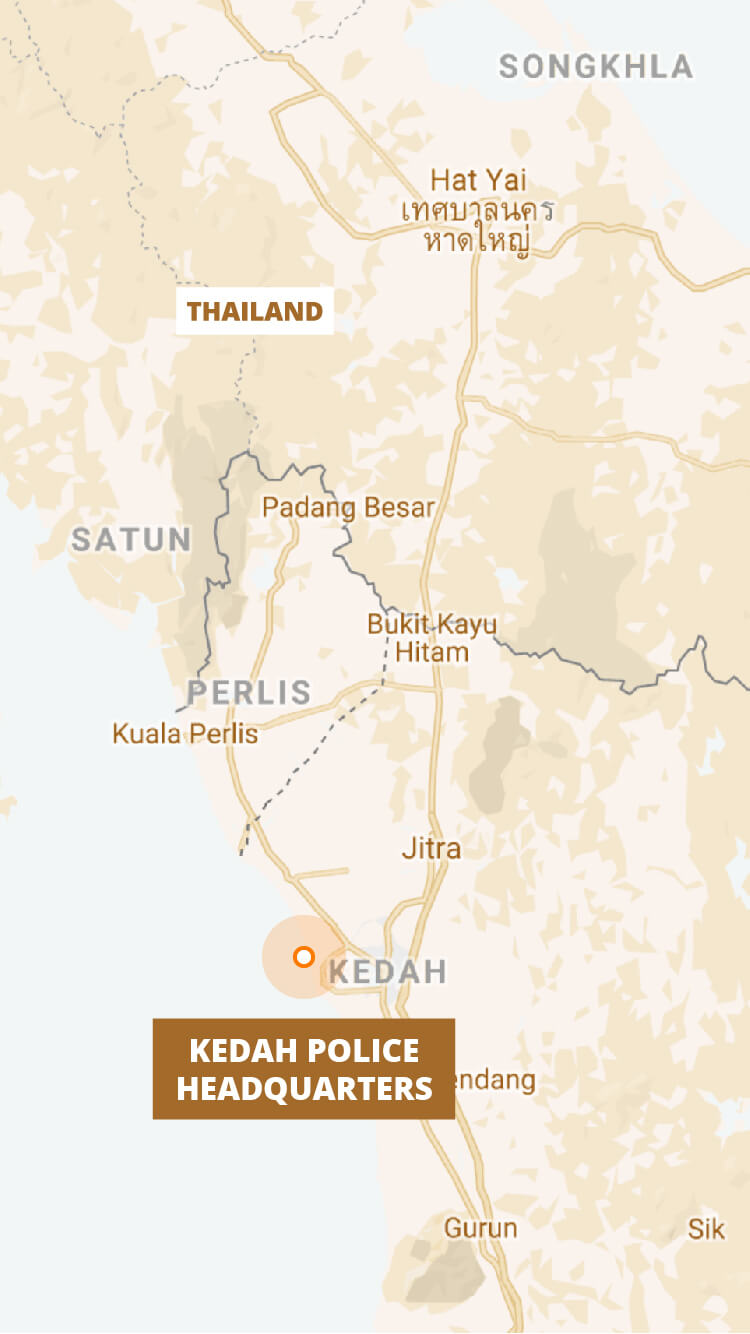 SONGKHLA
Hat Yai
เทศบาลนคร
หาดใหญ่
THAILAND
Padang Besar
SATUN
Bukit Kayu
Hitam
PERLIS
Kuala Perlis
Jitra
KEDAH
KEDAH POLICE
HEADQUARTERS
endang
Gurun
Sik